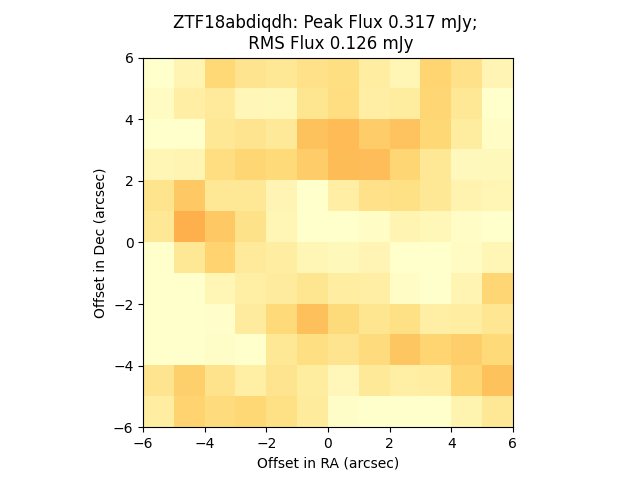 ZTF18abdiqdh: Peak Flux 0.317 mJy;
RMS Flux 0.126 mJy
6
4
2
0
−2
−4
−6
Offset in Dec (arcsec)
−6 −4 −2 0 2 4 6
Offset in RA (arcsec)